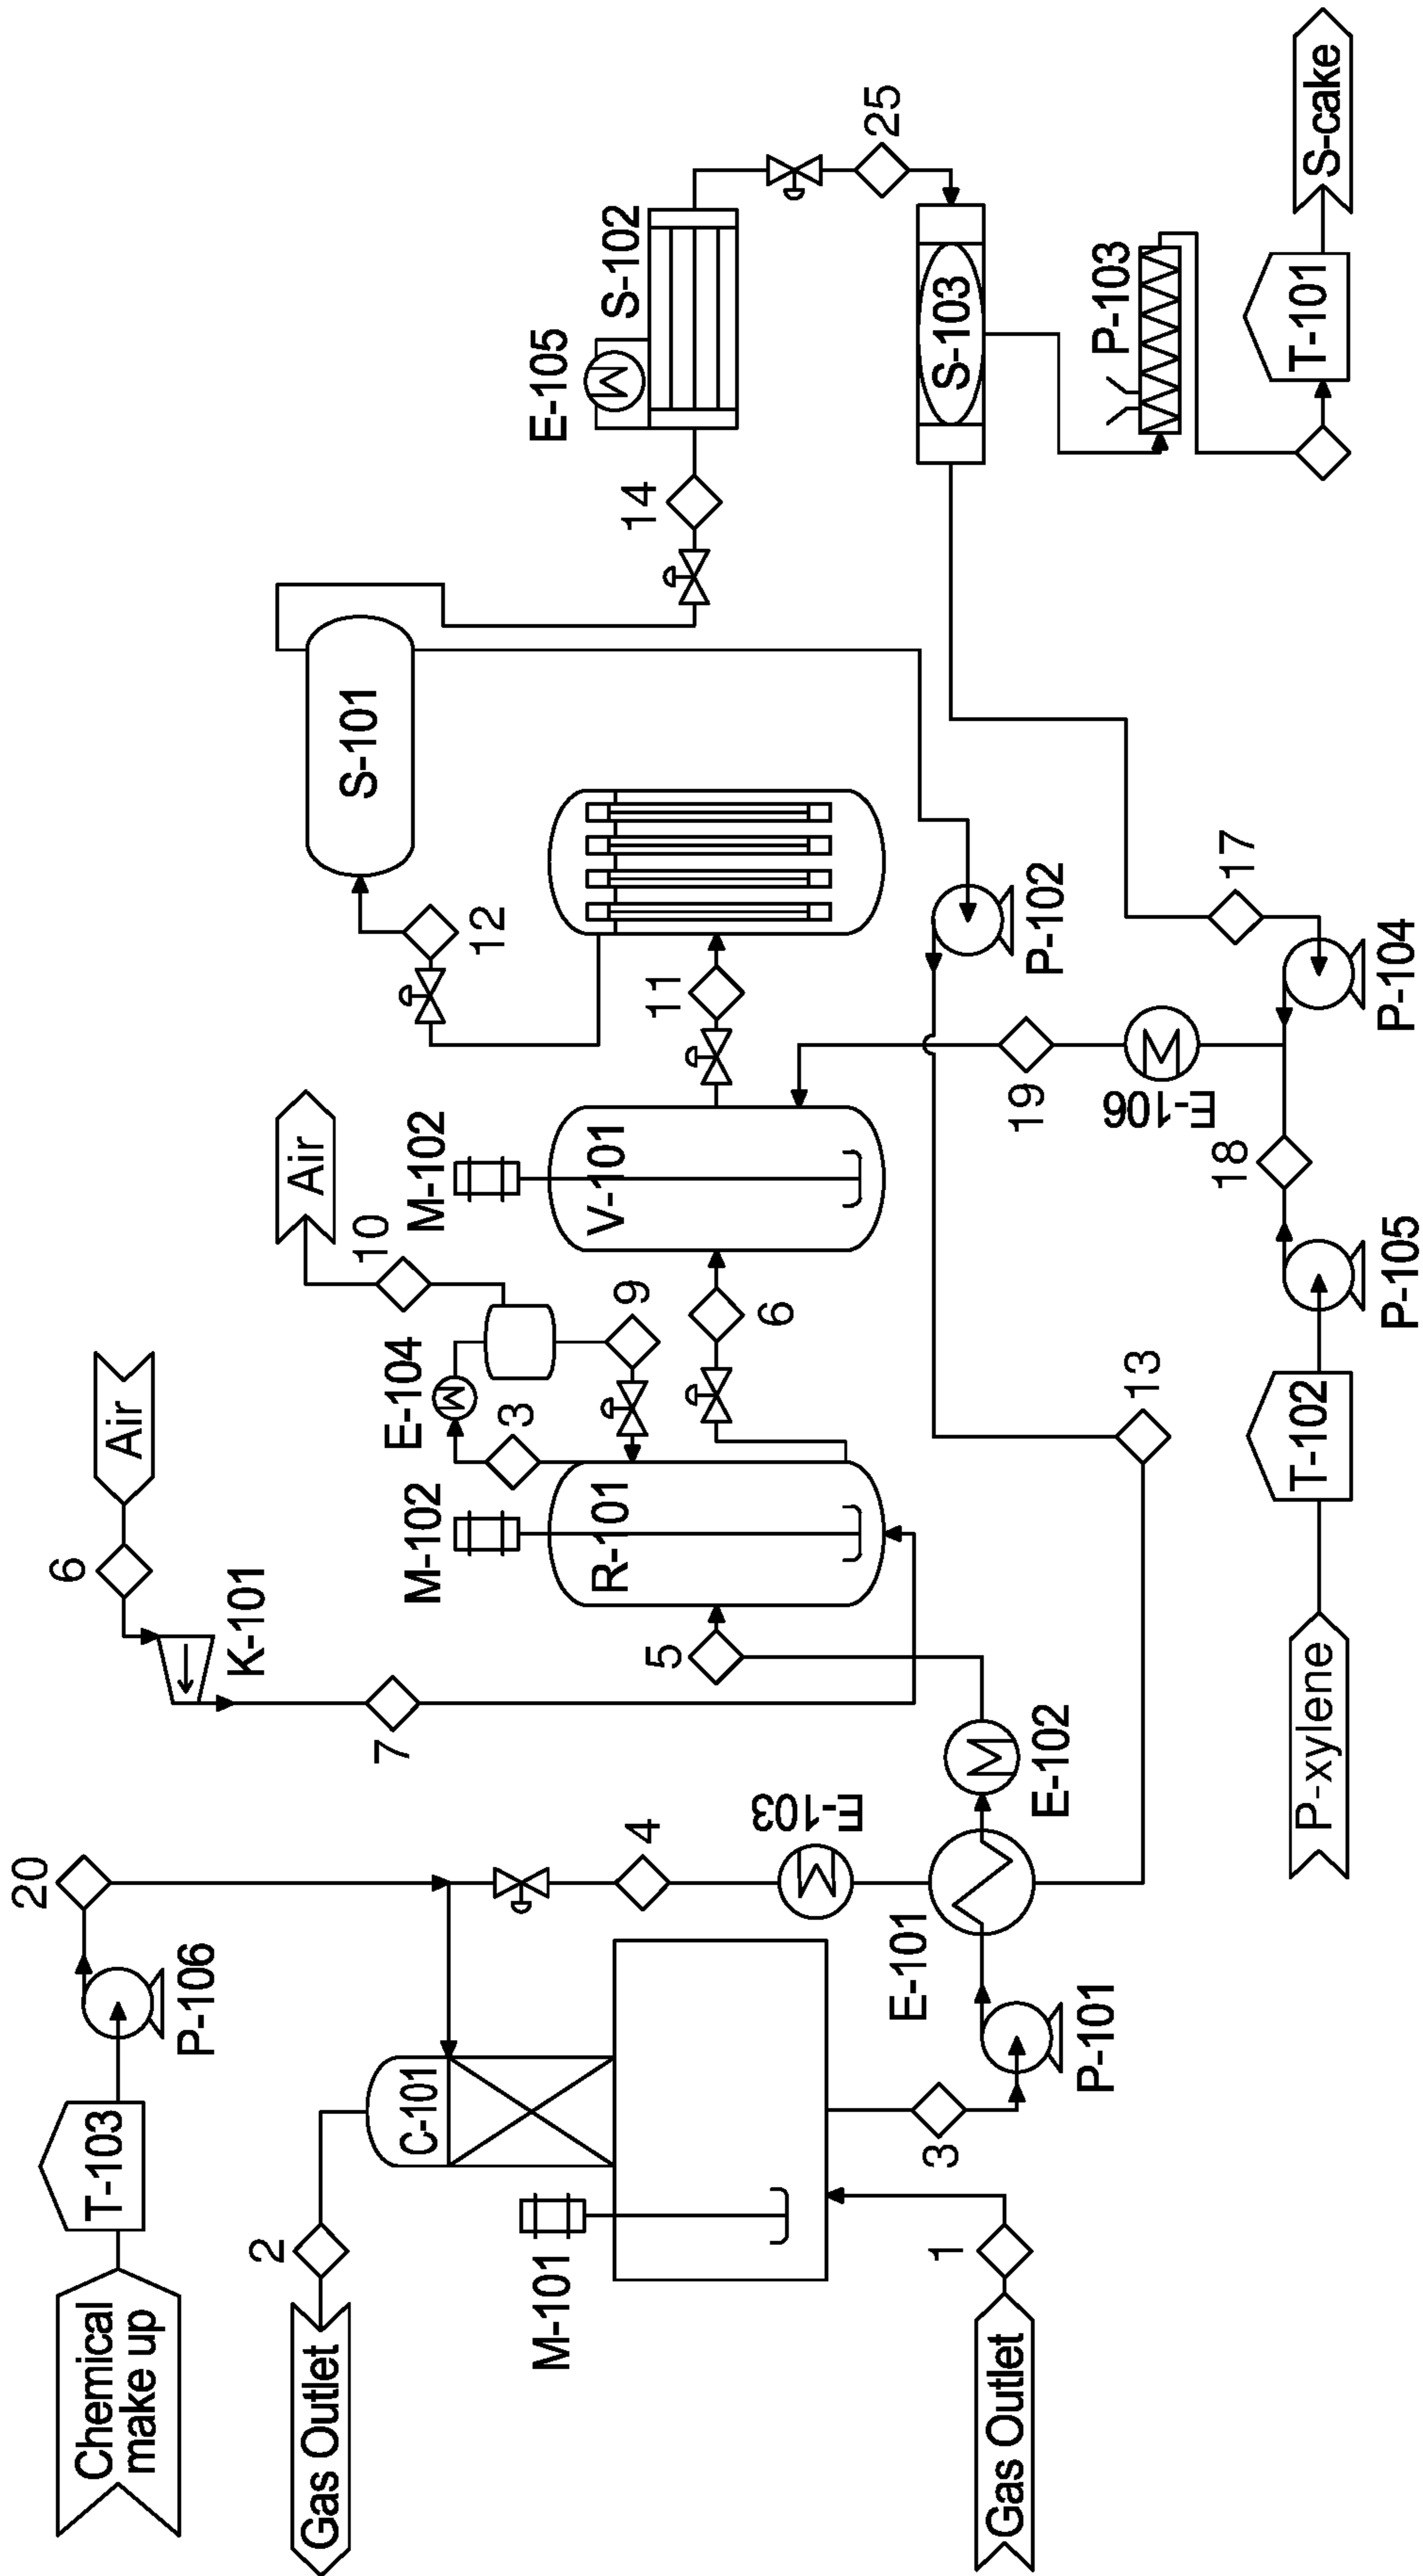 20
6
Chemical
make up
T-103
Air
P-106
K-101
2
Gas Outlet
Air
10
S-101
7
C-101
E-104
M-102
M-102
12
3
M-101
E-105
R-101
V-101
S-102
9
4
14
5
11
6
E-103
25
E-101
3
1
S-103
Gas Outlet
19
P-102
E-102
P-101
P-103
13
E-106
18
17
P-xylene
T-102
T-101
S-cake
P-105
P-104